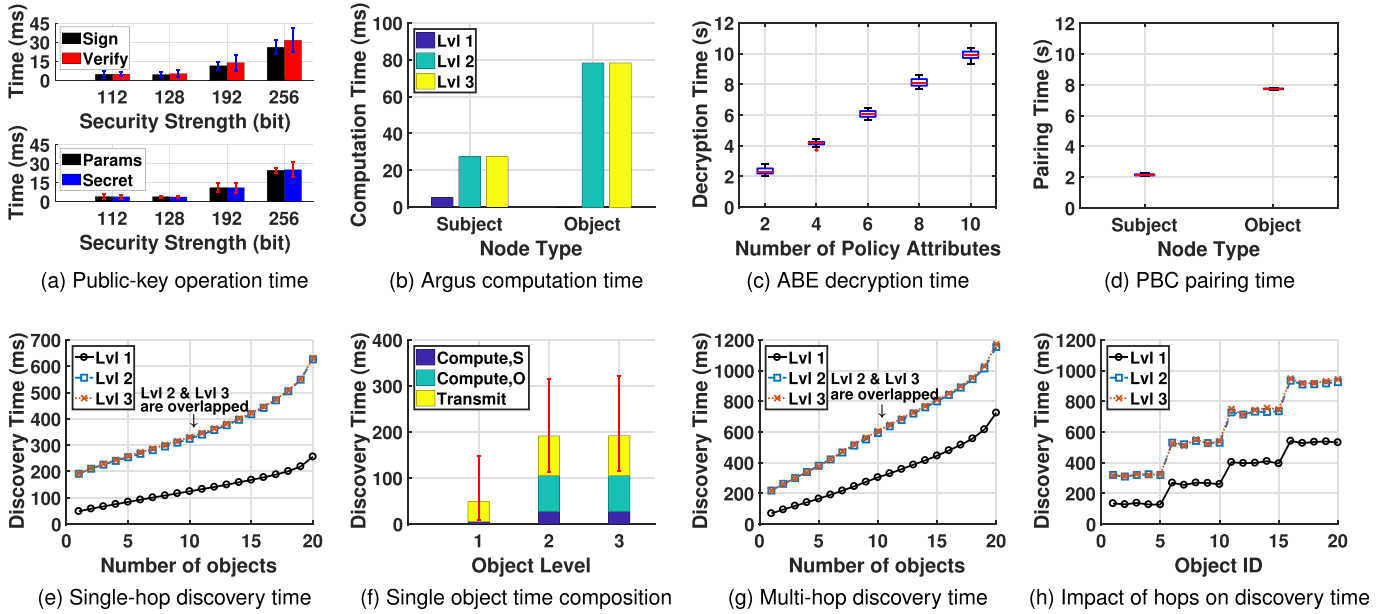 Time (ms)
45
30
15
0
Sign
Verify
112 128 192 256
Security Strength (bit)
Time (ms)
45
30
15
0
Params
Secret
112 128 192 256
Security Strength (bit)
(a) Public-key operation time
Computation Time (ms)
100
80
60
40
20
0
Lvl 1
Lvl 2
Lvl 3
Subject Object
Node Type
(b) Argus computation time
Decryption Time (s)
12
10
8
6
4
2
0
2 4 6 8 10
Number of Policy Attributes
(c) ABE decryption time
Pairing Time (s)
12
10
8
6
4
2
0
Subject Object
Node Type
(d) PBC pairing time
Discovery Time (ms)
700
600
500
400
300
200
100
0
Lvl 1
Lvl 2
Lvl 3
Lvl 2 & Lvl 3
are overlapped
0 5 10 15 20
Number of objects
(e) Single-hop discovery time
Discovery Time (ms)
400
300
200
100
0
Compute,S
Compute,O
Transmit
1 2 3
Object Level
(f) Single object time composition
Discovery Time (ms)
1200
1000
800
600
400
200
0
Lvl 1
Lvl 2
Lvl 3
Lvl 2 & Lvl 3
are overlapped
0 5 10 15 20
Number of objects
(g) Multi-hop discovery time
Discovery Time (ms)
1200
1000
800
600
400
200
0
Lvl 1
Lvl 2
Lvl 3
0 5 10 15 20
Object ID
(h) Impact of hops on discovery time